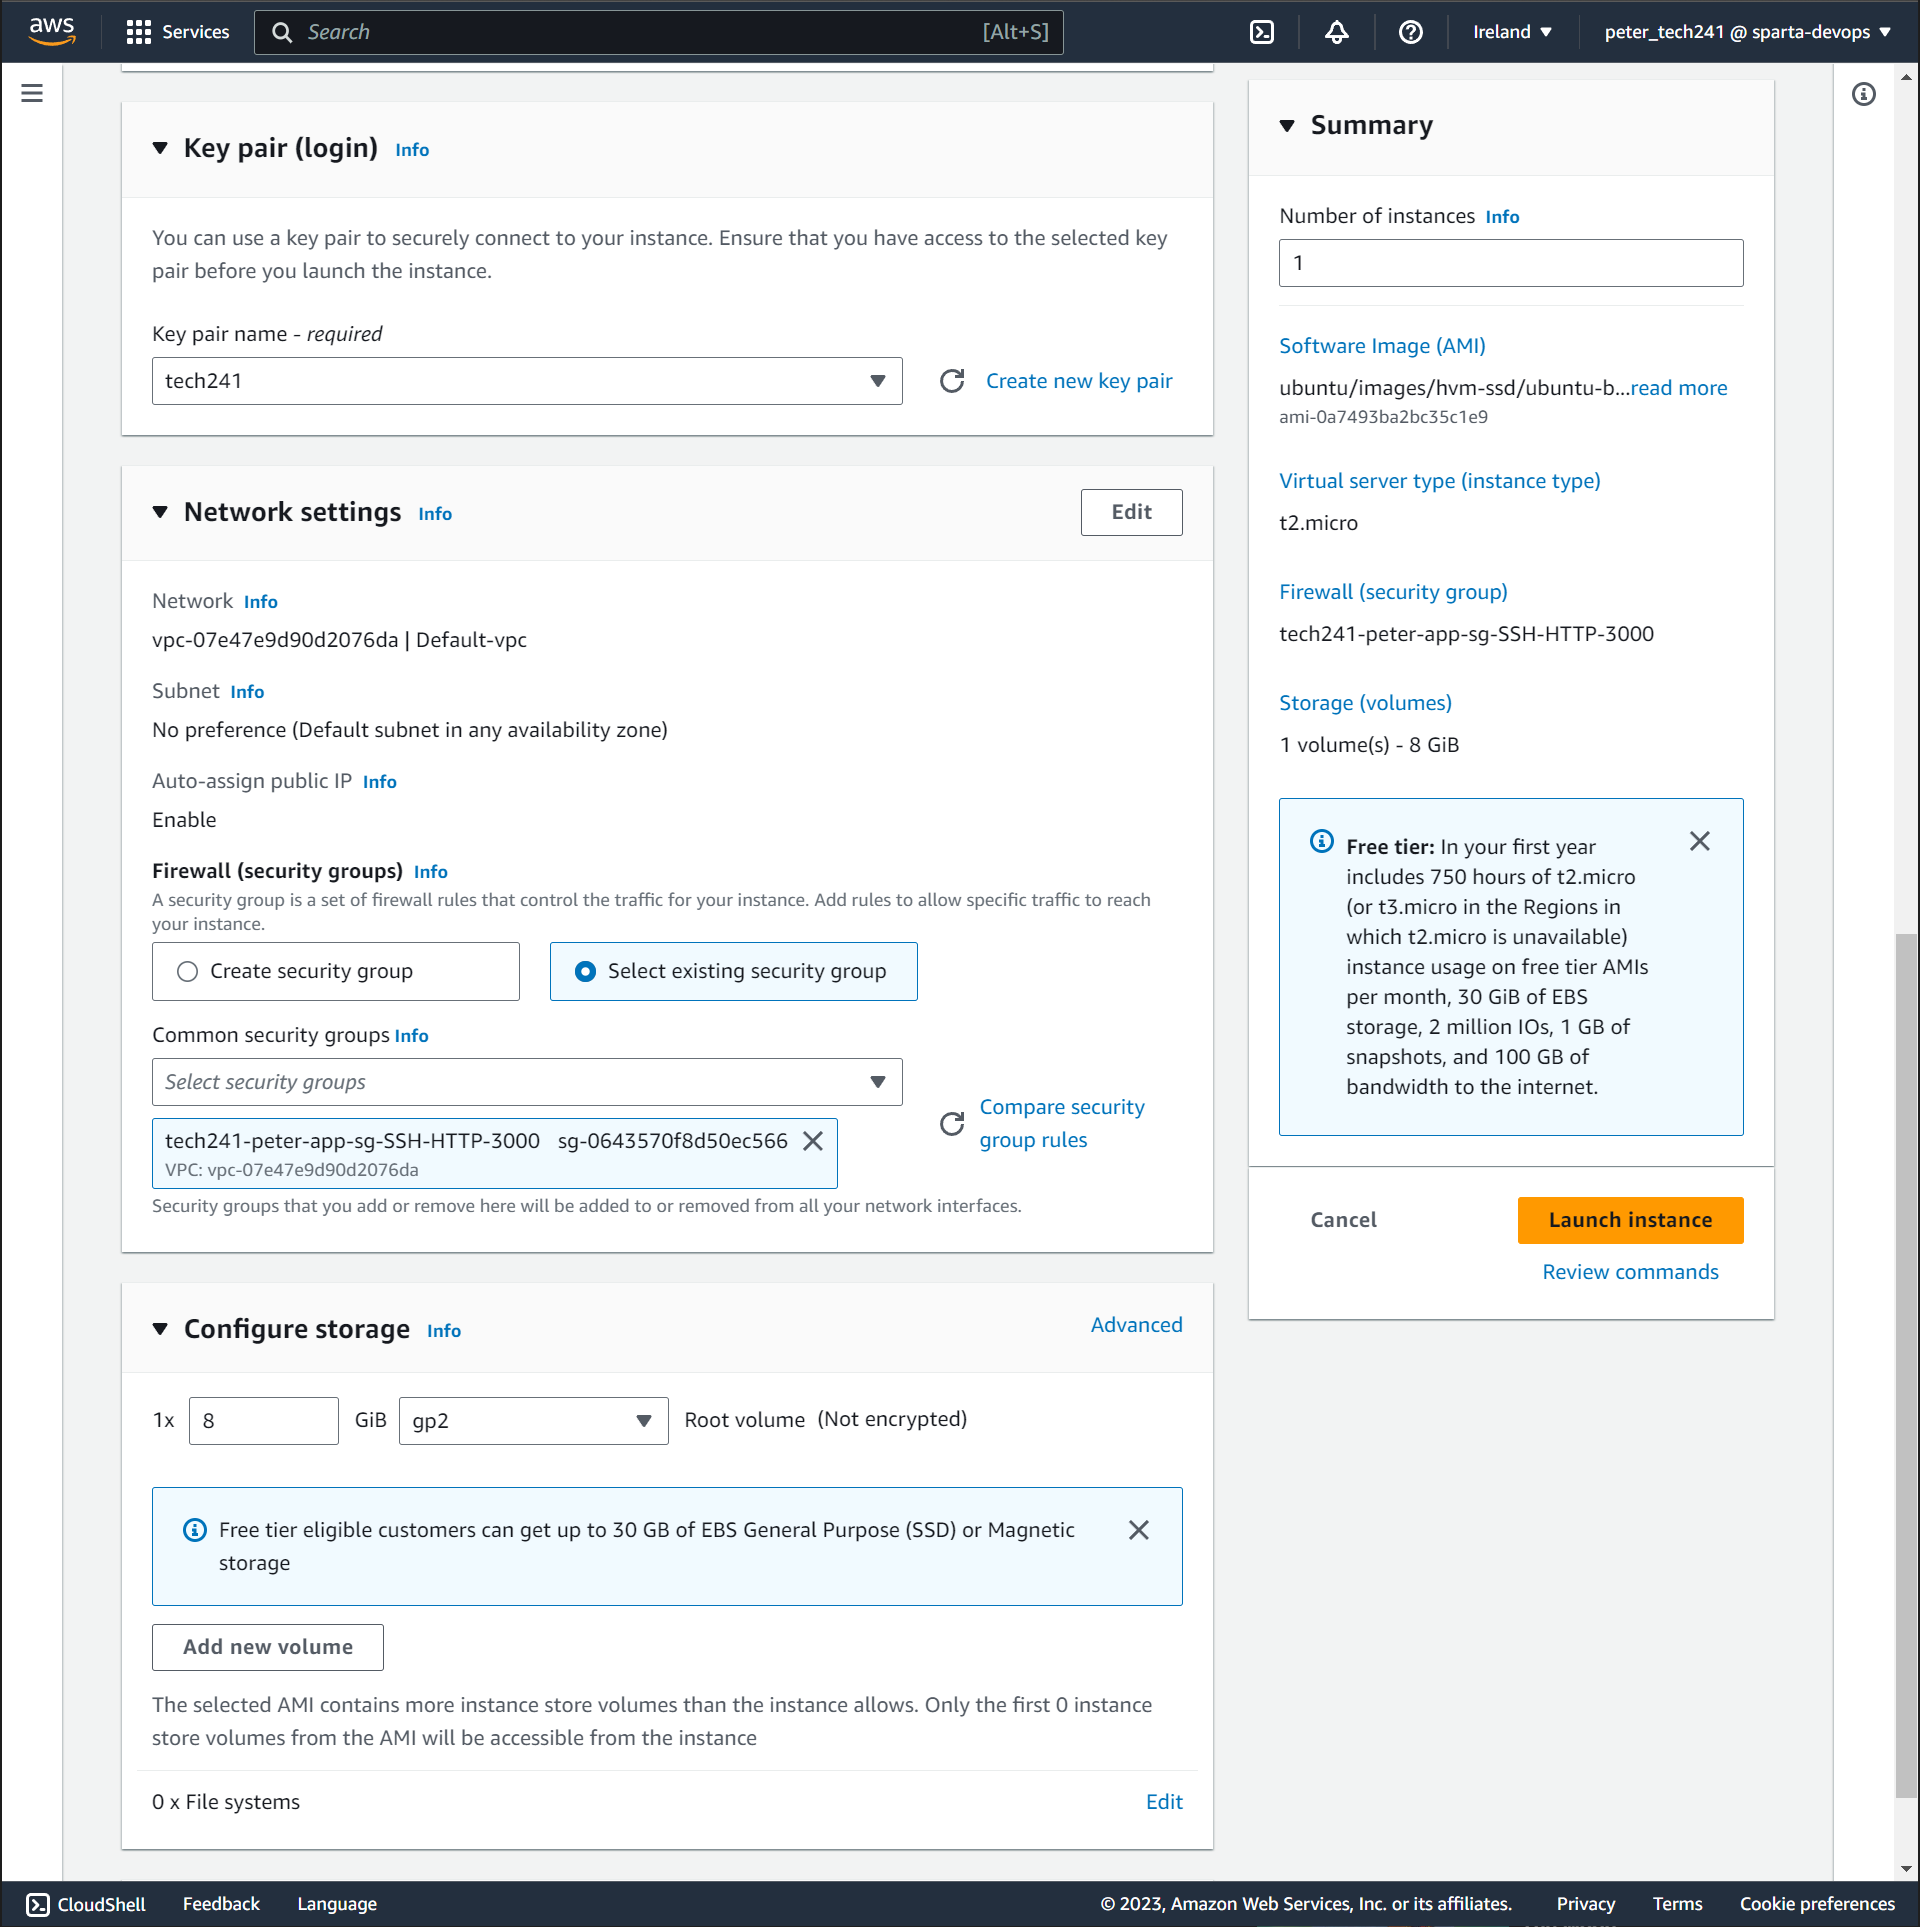 aws
Services
Search
[Alt+S]
Ireland ▼
peter_tech241 @ sparta-devops ▼
Key pair (login) Info
You can use a key pair to securely connect to your instance. Ensure that you have access to the selected key
pair before you launch the instance.
Key pair name - required
tech241
Create new key pair
Network settings Info
Edit
Network Info
vpc-07e47e9d90d2076da | Default-vpc
Subnet Info
No preference (Default subnet in any availability zone)
Auto-assign public IP Info
Enable
Firewall (security groups) Info
A security group is a set of firewall rules that control the traffic for your instance. Add rules to allow specific traffic to reach
your instance.
Create security group
Select existing security group
Common security groups Info
Select security groups
Compare security
group rules
tech241-peter-app-sg-SSH-HTTP-3000 sg-0643570f8d50ec566
VPC: vpc-07e47e9d90d2076da
Security groups that you add or remove here will be added to or removed from all your network interfaces.
Configure storage Info
Advanced
1x 8 GiB gp2 Root volume (Not encrypted)
Free tier eligible customers can get up to 30 GB of EBS General Purpose (SSD) or Magnetic
storage
Add new volume
The selected AMI contains more instance store volumes than the instance allows. Only the first 0 instance
store volumes from the AMI will be accessible from the instance
0 x File systems
Edit
Summary
Number of instances Info
1
Software Image (AMI)
ubuntu/images/hvm-ssd/ubuntu-b...read more
ami-0a7493ba2bc35c1e9
Virtual server type (instance type)
t2.micro
Firewall (security group)
tech241-peter-app-sg-SSH-HTTP-3000
Storage (volumes)
1 volume(s) - 8 GiB
Free tier: In your first year
includes 750 hours of t2.micro
(or t3.micro in the Regions in
which t2.micro is unavailable)
instance usage on free tier AMIs
per month, 30 GiB of EBS
storage, 2 million IOs, 1 GB of
snapshots, and 100 GB of
bandwidth to the internet.
Cancel
Launch instance
Review commands
CloudShell
Feedback
Language
© 2023, Amazon Web Services, Inc. or its affiliates.
Privacy
Terms
Cookie preferences